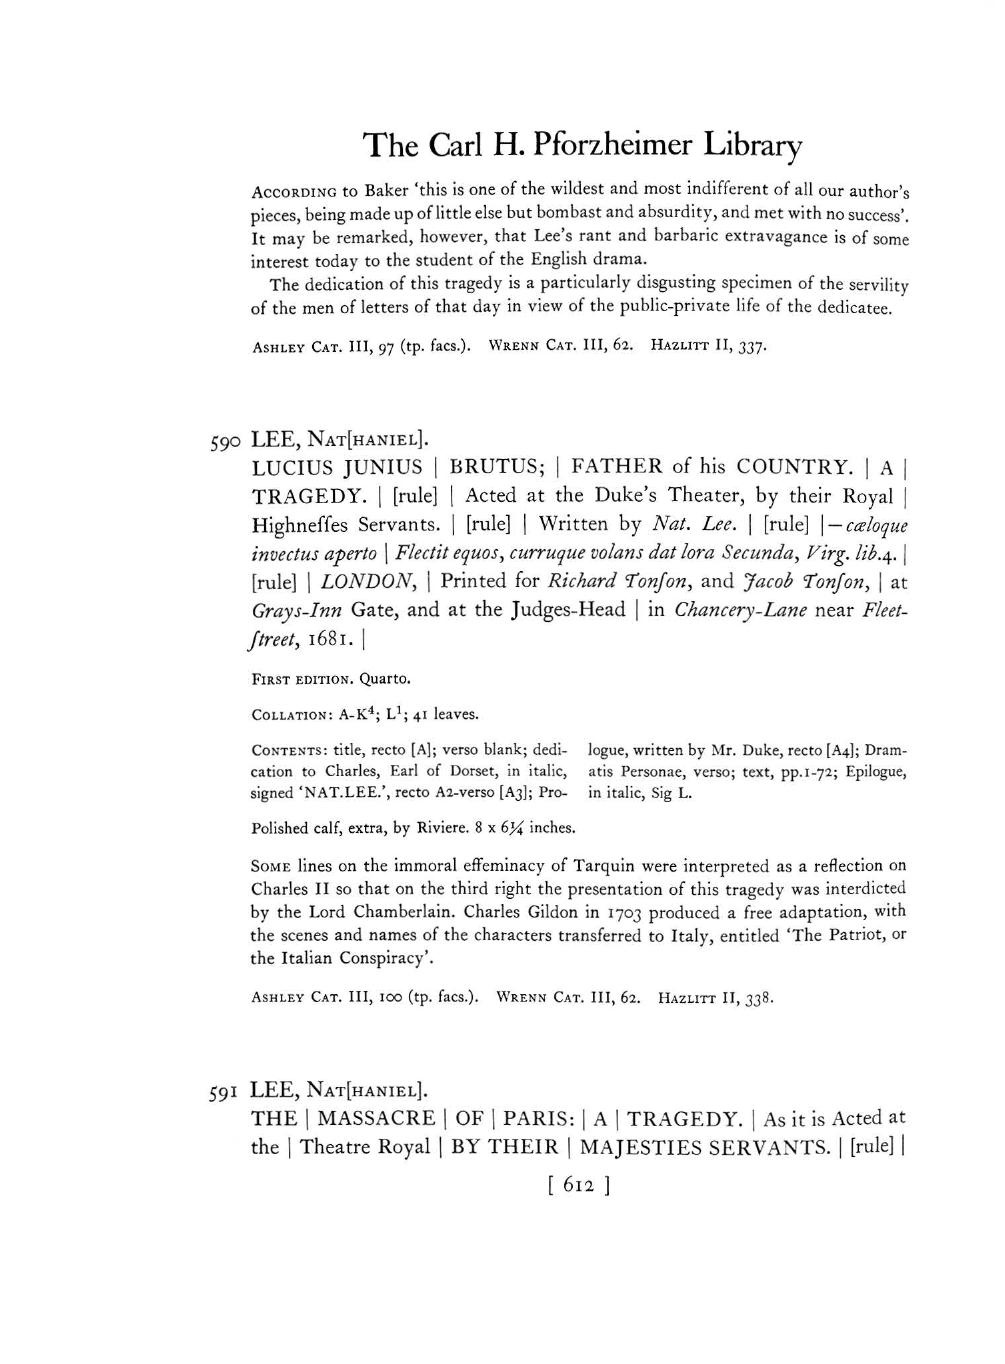 The Carl H. Pforzheimer Library
ACCORDING to Baker ‘this is one of the wildest and most indifferent of all our author's
pieces, being made up of little else but bombast and absurdity, and met with no success’.
It may be remarked, however, that Lee's rant and barbaric extravagance is of some
interest today to the student of the English drama.
The dedication of this tragedy is a particularly disgusting specimen of the servility
of the men of letters of that day in view of the public-private life of the dedicatee.
ASHLEY CAT. III, 97 (tp. facs.). WRENN CAT. III, 62. HAZLITT II, 337.
590 LEE, NAT[HANIEL].
LUCIUS JUNIUS | BRUTUS; | FATHER of his COUNTRY. | A |
TRAGEDY. | [rule] | Acted at the Duke's Theater, by their Royal |
Highneſſes Servants. | [rule] | Written by Nat. Lee. | [rule] |—cæloque
invectus aperto | Flectit equos, curruque volans dat lora Secunda, Virg. lib.4. |
[rule] | LONDON, | Printed for Richard Tonſon, and Jacob Tonſon, | at
Grays-Inn Gate, and at the Judges-Head | in Chancery-Lane near Fleet-
ſtreet, 1681. |
FIRST EDITION. Quarto.
COLLATION: A-K⁴; L¹; 41 leaves.
CONTENTS: title, recto [A]; verso blank; dedi-
cation to Charles, Earl of Dorset, in italic,
signed ‘NAT.LEE.’, recto A2-verso [A3]; Pro-
logue, written by Mr. Duke, recto [A4]; Dram-
atis Personae, verso; text, pp.1-72; Epilogue,
in italic, Sig L.
Polished calf, extra, by Riviere. 8 x 6¼ inches.
SOME lines on the immoral effeminacy of Tarquin were interpreted as a reflection on
Charles II so that on the third right the presentation of this tragedy was interdicted
by the Lord Chamberlain. Charles Gildon in 1703 produced a free adaptation, with
the scenes and names of the characters transferred to Italy, entitled ‘The Patriot, or
the Italian Conspiracy’.
ASHLEY CAT. III, 100 (tp. facs.). WRENN CAT. III, 62. HAZLITT II, 338.
591 LEE, NAT[HANIEL].
THE | MASSACRE | OF | PARIS: | A | TRAGEDY. | As it is Acted at
the | Theatre Royal | BY THEIR | MAJESTIES SERVANTS. | [rule] |
[ 612 ]